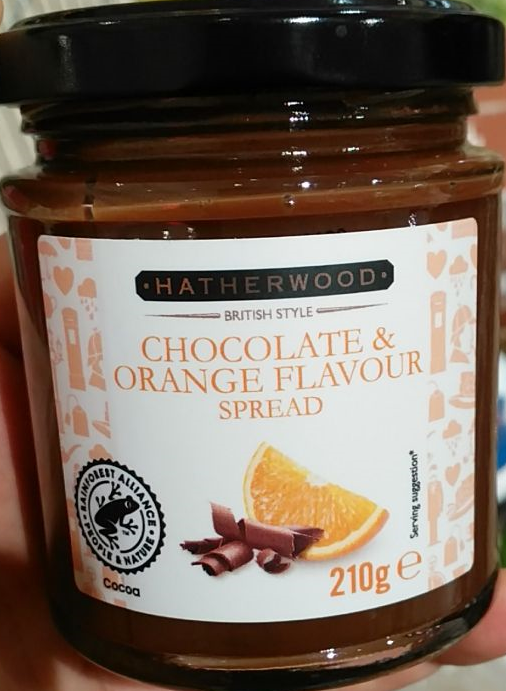 HATHERWOOD
BRITISH STYLE
CHOCOLATE &
ORANGE FLAVOUR
SPREAD
Serving suggestion*
RAINFOREST ALLIANCE
PEOPLE & NATURE
Cocoa
210g e